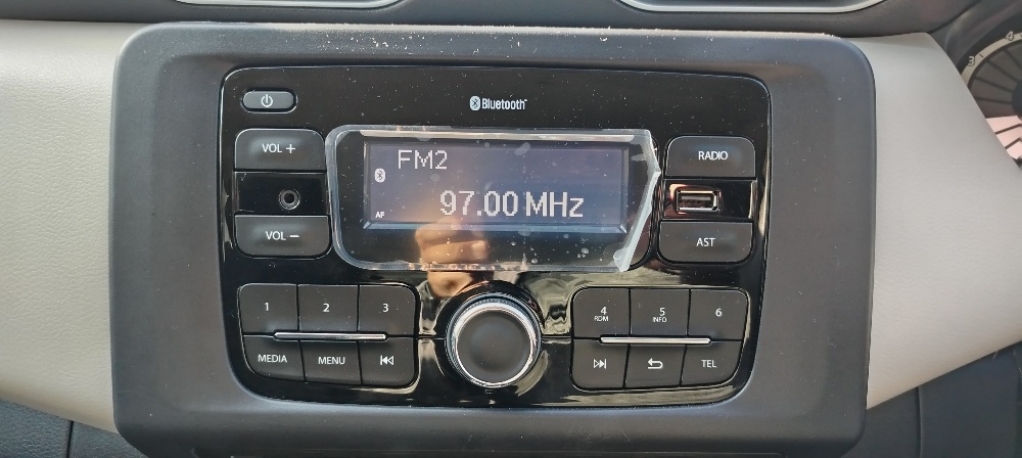 Bluetooth
VOL +
FM2
RADIO
AF
97.00 MHz
VOL −
AST
1
2
3
4
RDM
5
INFO
6
MEDIA
MENU
TEL